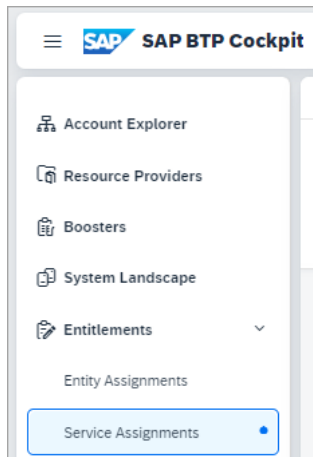 SAP SAP BTP Cockpit
Account Explorer
Resource Providers
Boosters
System Landscape
Entitlements
Entity Assignments
Service Assignments